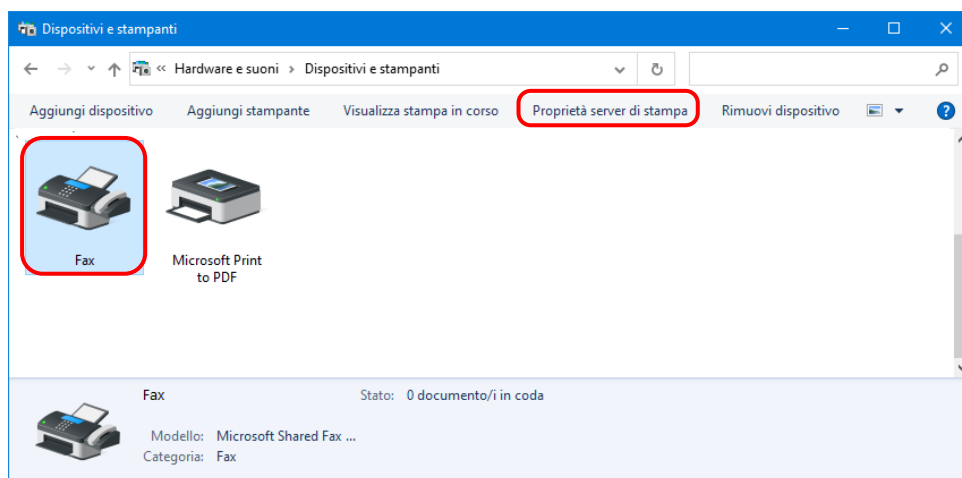 Dispositivi e stampanti
« Hardware e suoni › Dispositivi e stampanti
Aggiungi dispositivo Aggiungi stampante Visualizza stampa in corso Proprietà server di stampa Rimuovi dispositivo
Fax
Microsoft Print
to PDF
Fax Stato: 0 documento/i in coda
Modello: Microsoft Shared Fax ...
Categoria: Fax